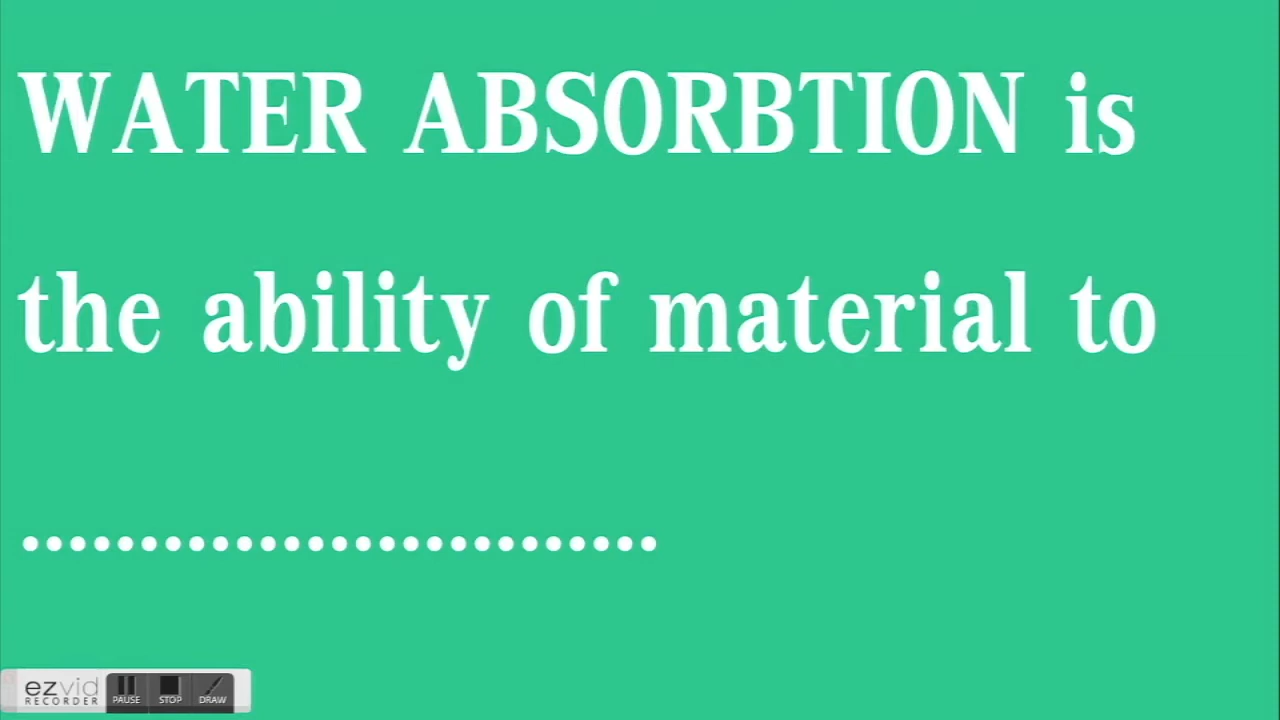 WATER ABSORBTION is
the ability of material to
...........................
ezvid
RECORDER
PAUSE STOP DRAW